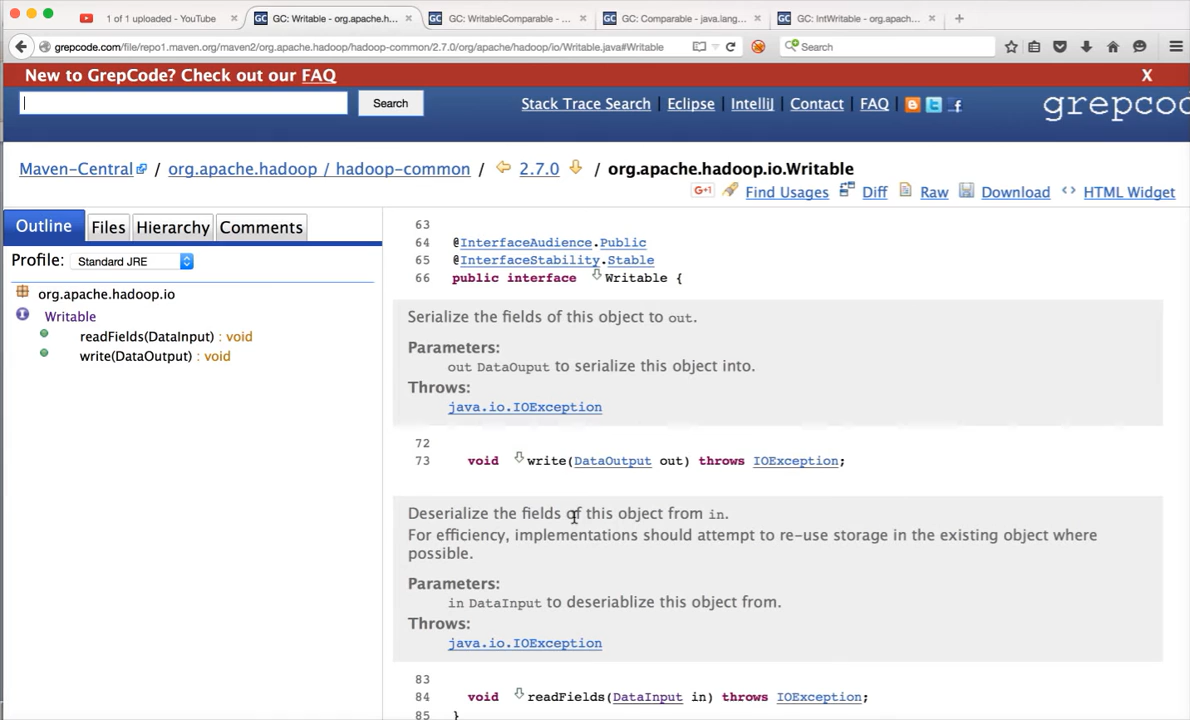 1 of 1 uploaded - YouTube × GC: Writable - org.apache.h... × GC: WritableComparable - ... × GC: Comparable - java.lang... × GC: IntWritable - org.apache... × +
grepcode.com/file/repo1.maven.org/maven2/org.apache.hadoop/hadoop-common/2.7.0/org/apache/hadoop/io/Writable.java#Writable Search
New to GrepCode? Check out our FAQ X
Search Stack Trace Search | Eclipse | IntelliJ | Contact | FAQ | grepcod
Maven-Central / org.apache.hadoop / hadoop-common / 2.7.0 / org.apache.hadoop.io.Writable
G+1 Find Usages Diff Raw Download <> HTML Widget
Outline Files Hierarchy Comments
Profile: Standard JRE
org.apache.hadoop.io
Writable
readFields(DataInput) : void
write(DataOutput) : void
63
64 @InterfaceAudience.Public
65 @InterfaceStability.Stable
66 public interface Writable {
Serialize the fields of this object to out.
Parameters:
out DataOuput to serialize this object into.
Throws:
java.io.IOException
72
73 void write(DataOutput out) throws IOException;
Deserialize the fields of this object from in.
For efficiency, implementations should attempt to re-use storage in the existing object where
possible.
Parameters:
in DataInput to deseriablize this object from.
Throws:
java.io.IOException
83
84 void readFields(DataInput in) throws IOException;
85 }